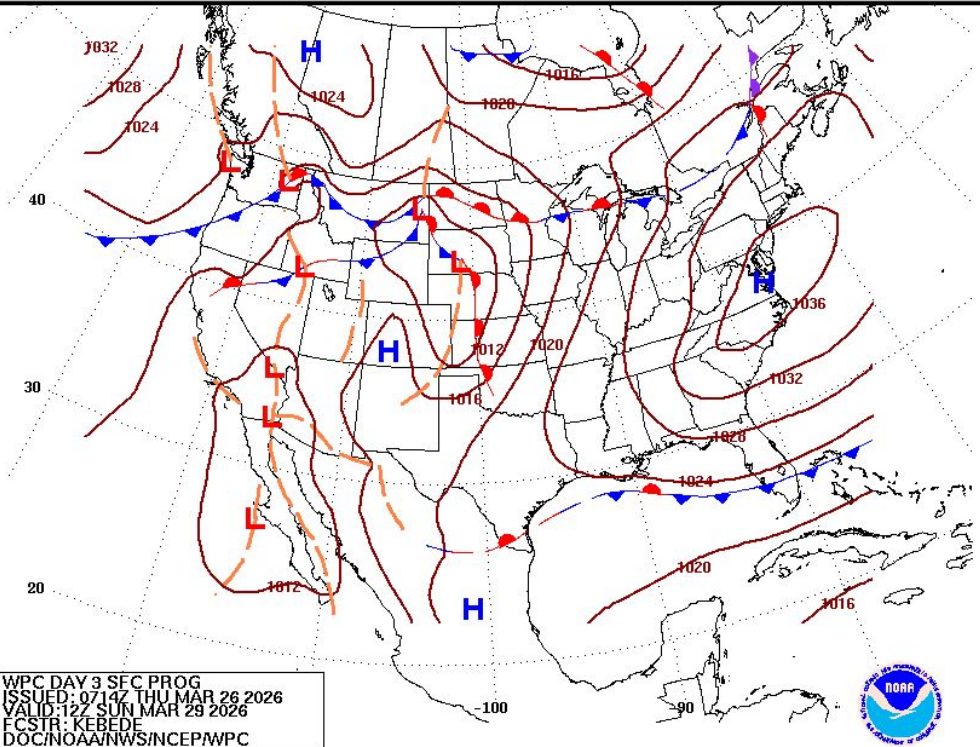 1032
H
1028
1016
1024
1020
1024
L
L
40
L
L
L
H
1036
H
1012
1020
L
30
1032
1016
L
1028
1024
L
1020
20
1012
H
1016
WPC DAY 3 SFC PROG
ISSUED: 0714Z THU MAR 26 2026
VALID:12Z SUN MAR 29 2026
FCSTR: KEBEDE
DOC/NOAA/NWS/NCEP/WPC
-100
-90
NOAA